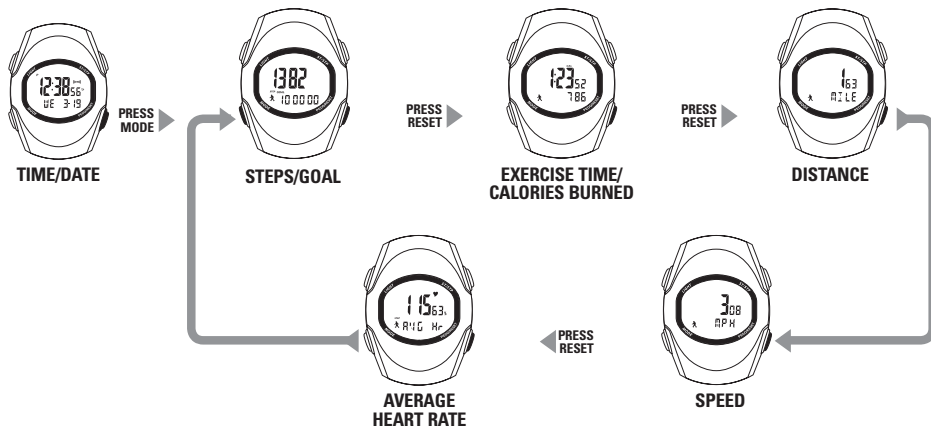 12:38 56
WE 3-19
TIME/DATE
PRESS
MODE
1382
100000
STEPS/GOAL
PRESS
RESET
1:23 52
786
EXERCISE TIME/
CALORIES BURNED
PRESS
RESET
1 63
MILE
DISTANCE
115 63%
AVG Hr
AVERAGE
HEART RATE
PRESS
RESET
3 08
MPH
SPEED